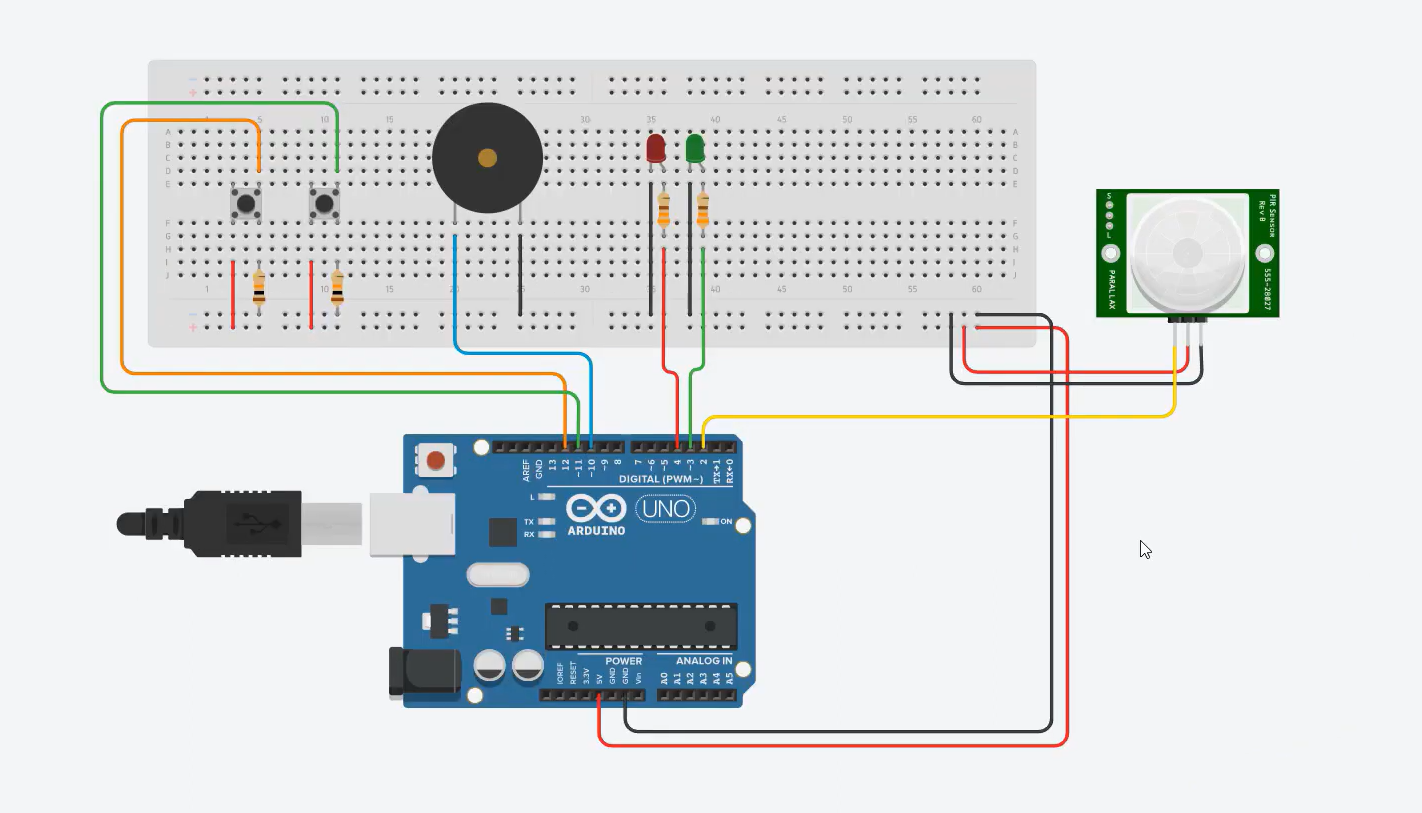 - -
+ +
1 5 10 15 20 25 30 35 40 45 50 55 60
A A
B B
C C
D D
E E
F F
G G
H H
I I
J J
1 5 10 15 20 25 30 35 40 45 50 55 60
- -
+ +
S
L
PARALLAX
PIR SENSOR
REV B
555-28027
AREF GND 13 12 ~11 ~10 ~9 8 7 ~6 ~5 4 ~3 2 TX→1 RX←0
DIGITAL (PWM~)
L
TX
RX
ARDUINO
UNO
ON
POWER
ANALOG IN
IOREF RESET 3.3V 5V GND GND Vin A0 A1 A2 A3 A4 A5